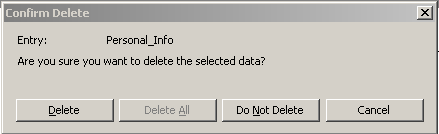 Confirm Delete
Entry: Personal_Info
Are you sure you want to delete the selected data?
Delete Delete All Do Not Delete Cancel